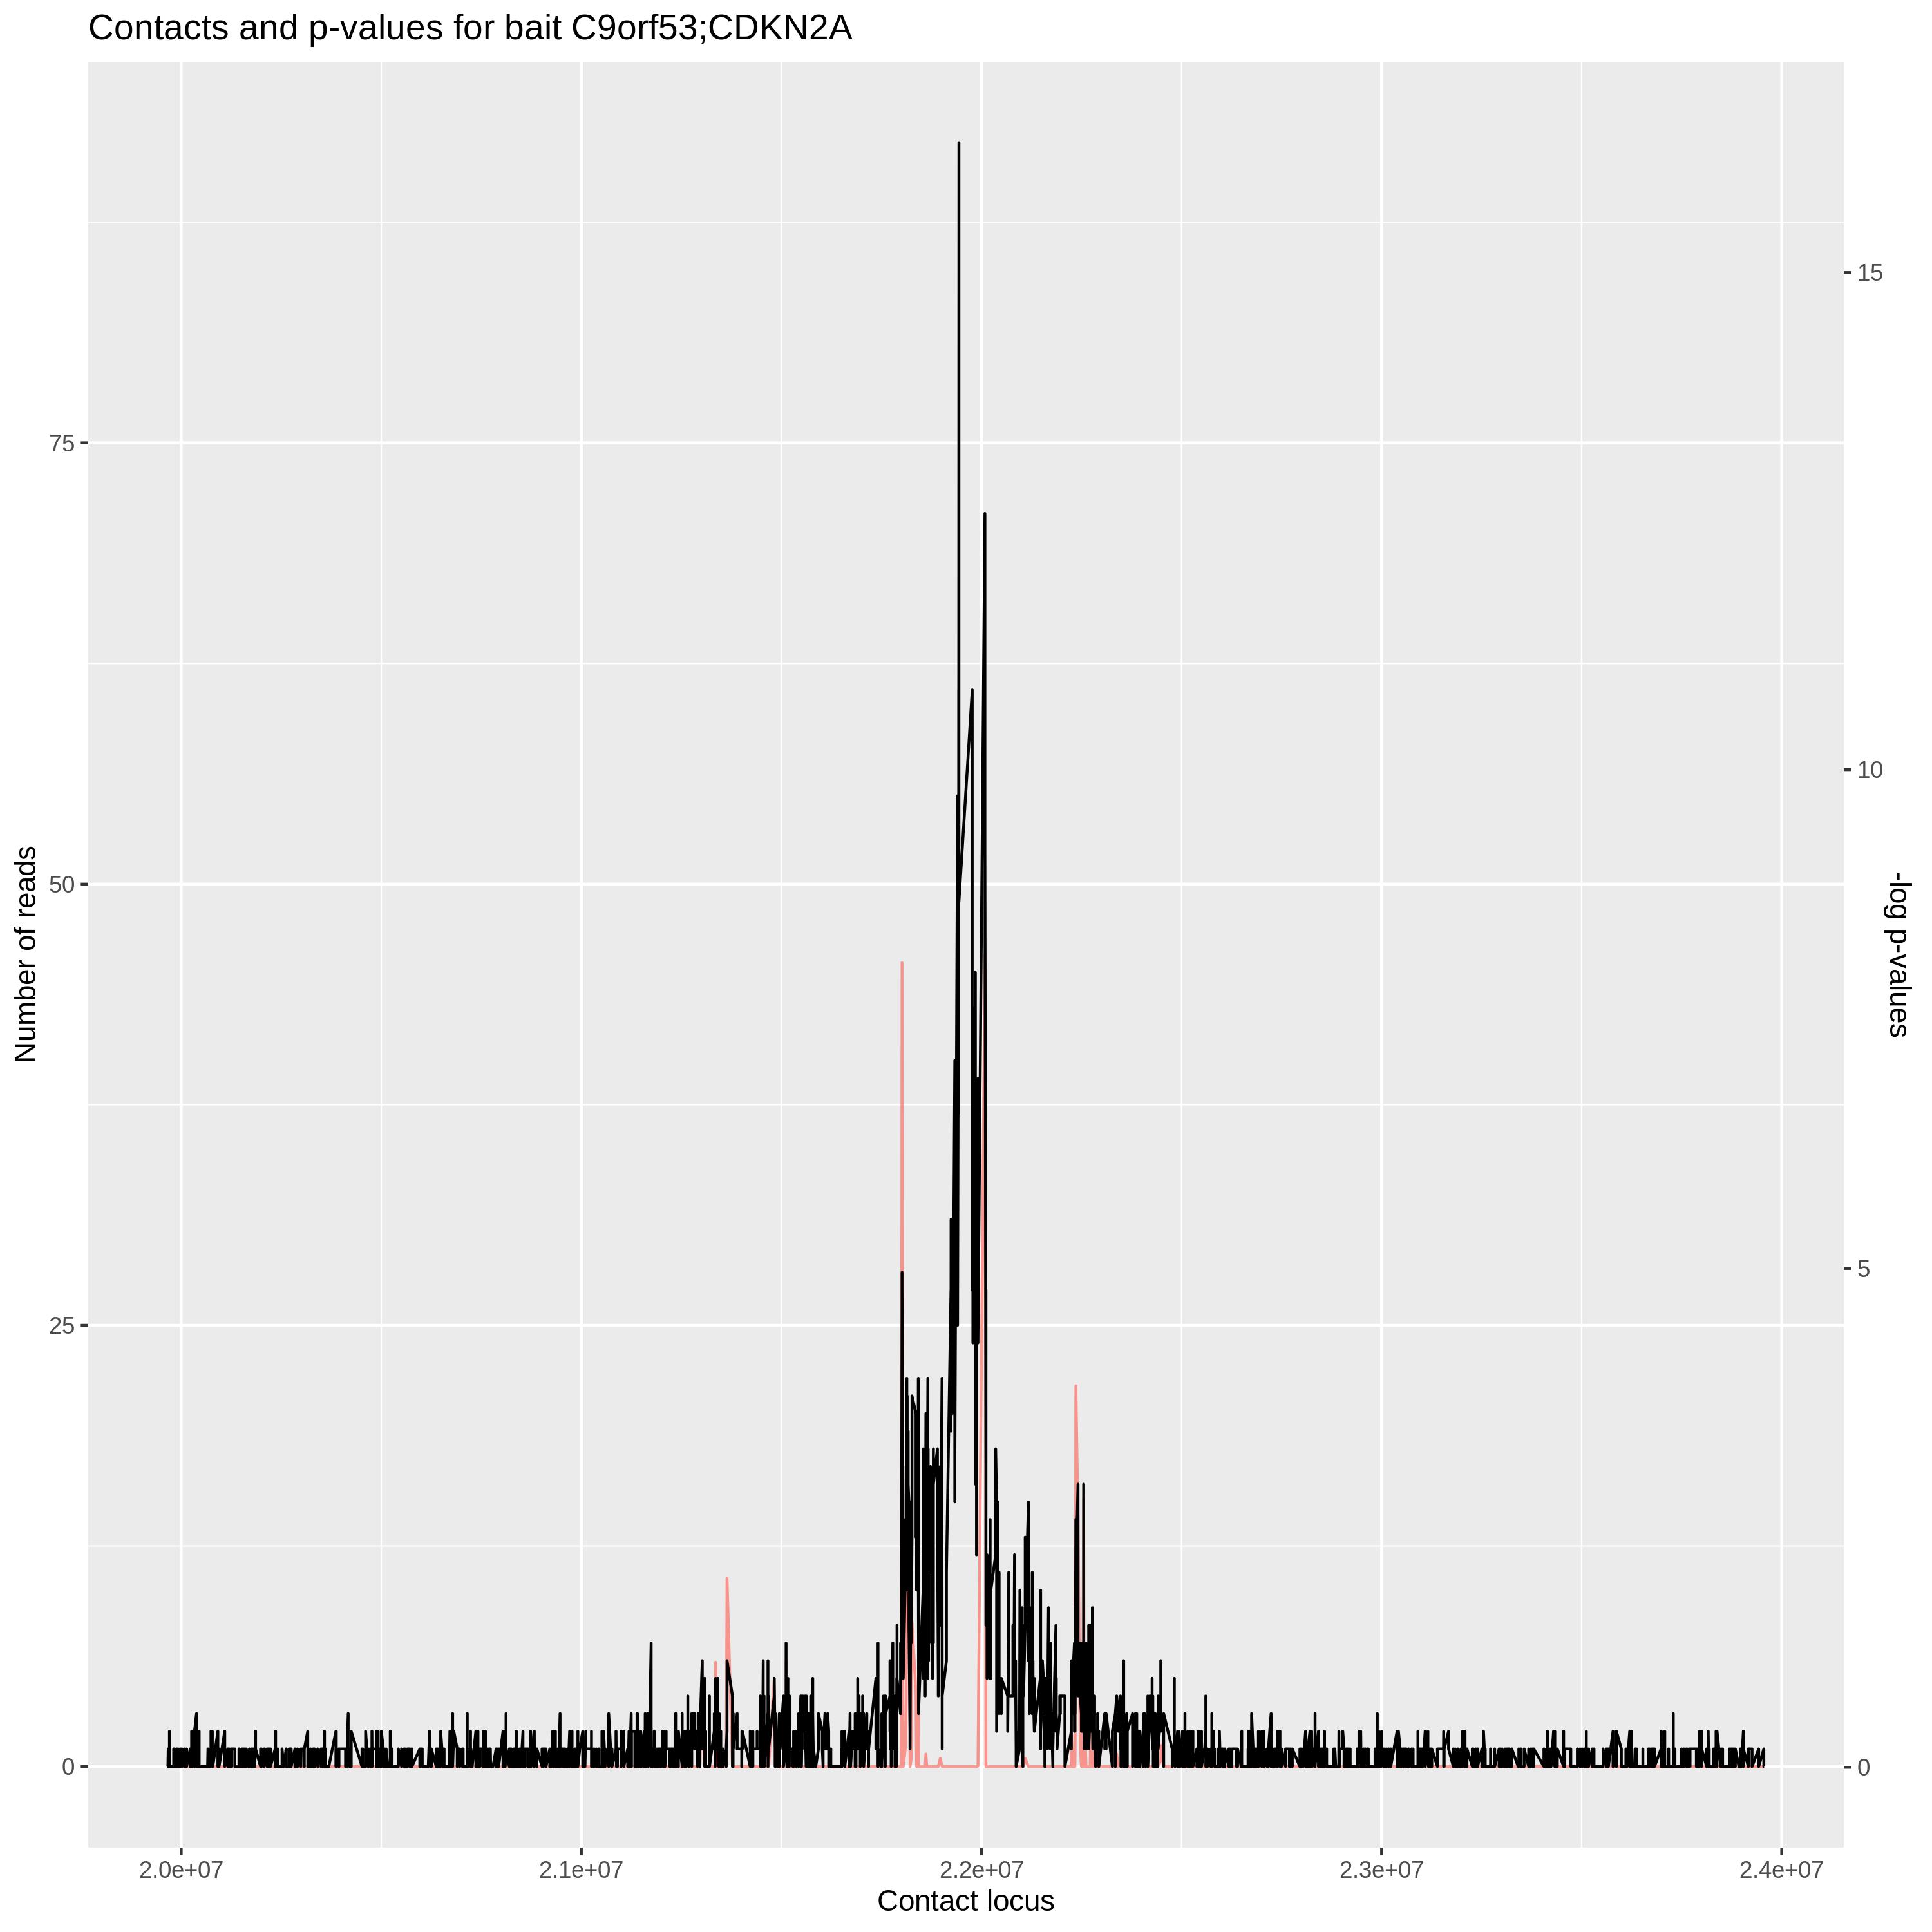 Contacts and p-values for bait C9orf53;CDKN2A
Number of reads
75
50
25
0
15
10
5
0
-log p-values
2.0e+07 2.1e+07 2.2e+07 2.3e+07 2.4e+07
Contact locus